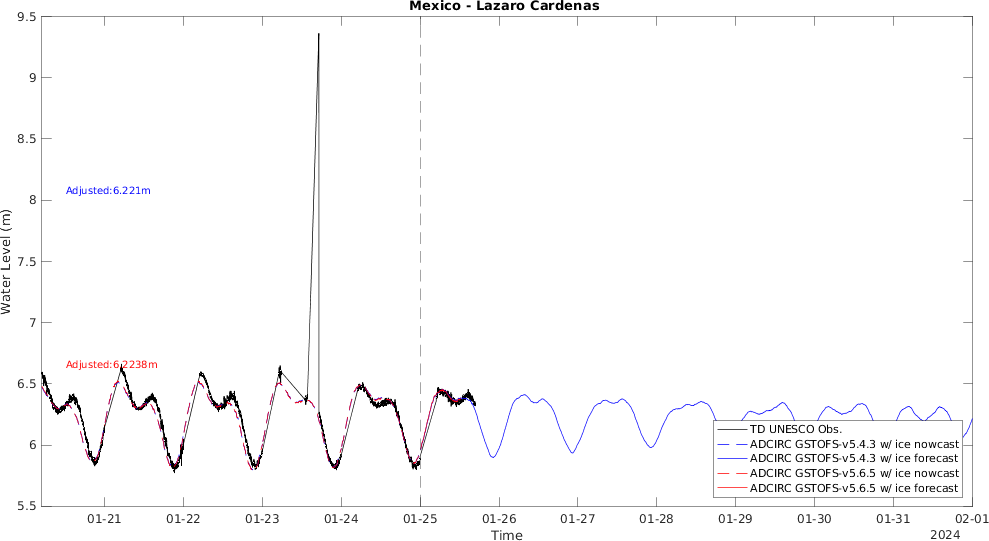 Mexico - Lazaro Cardenas
9.5
9
8.5
8
7.5
7
6.5
6
5.5
Water Level (m)
Adjusted:6.221m
Adjusted:6.2238m
TD UNESCO Obs.
ADCIRC GSTOFS-v5.4.3 w/ ice nowcast
ADCIRC GSTOFS-v5.4.3 w/ ice forecast
ADCIRC GSTOFS-v5.6.5 w/ ice nowcast
ADCIRC GSTOFS-v5.6.5 w/ ice forecast
01-21 01-22 01-23 01-24 01-25 01-26 01-27 01-28 01-29 01-30 01-31 02-01
Time
2024